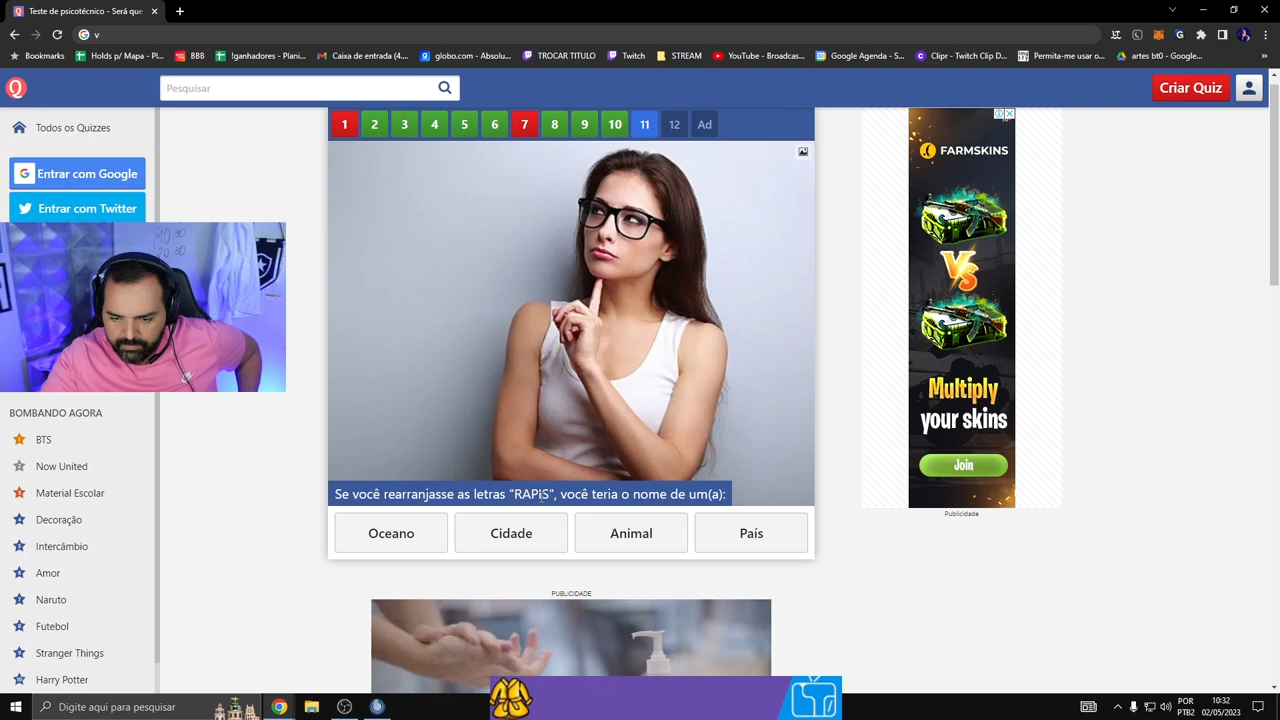 Teste de psicotécnico - Será que
v
Bookmarks
Holds p/ Mapa - Pl...
BBB
!ganhadores - Plani...
Caixa de entrada (4...
globo.com - Absolu...
TROCAR TITULO
Twitch
STREAM
YouTube - Broadcas...
Google Agenda - S...
Clipr - Twitch Clip D...
Permita-me usar o...
artes bt0 - Google...
»
Q
Pesquisar
Criar Quiz
Todos os Quizzes
1 2 3 4 5 6 7 8 9 10 11 12 Ad
Entrar com Google
Entrar com Twitter
BOMBANDO AGORA
BTS
Now United
Material Escolar
Decoração
Intercâmbio
Amor
Naruto
Futebol
Stranger Things
Harry Potter
Se você rearranjasse as letras "RAPIS", você teria o nome de um(a):
Oceano
Cidade
Animal
País
PUBLICIDADE
FARMSKINS
VS
Multiply
your skins
Join
Publicidade
Digite aqui para pesquisar
POR
PTB2
10:32
02/05/2023